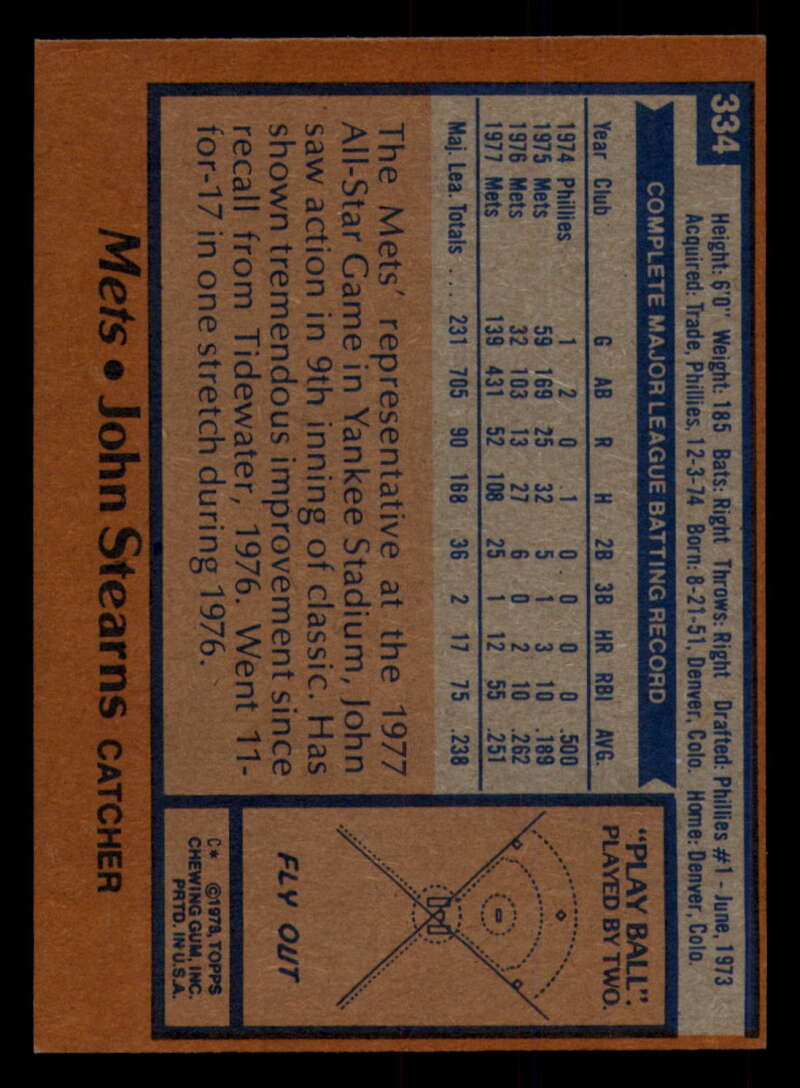 334
Height: 6'0" Weight: 185 Bats: Right Throws: Right Drafted: Phillies #1 - June, 1973
Acquired: Trade, Phillies, 12-3-74 Born: 8-21-51, Denver, Colo. Home: Denver, Colo.
COMPLETE MAJOR LEAGUE BATTING RECORD
Year Club G AB R H 2B 3B HR RBI AVG.
1974 Phillies 1 2 0 1 0 0 0 0 .500
1975 Mets 59 169 25 32 5 1 3 10 .189
1976 Mets 32 103 13 27 6 0 2 10 .262
1977 Mets 139 431 52 108 25 1 12 55 .251
Maj. Lea. Totals .... 231 705 90 168 36 2 17 75 .238
The Mets' representative at the 1977
All-Star Game in Yankee Stadium, John
saw action in 9th inning of classic. Has
shown tremendous improvement since
recall from Tidewater, 1976. Went 11-
for-17 in one stretch during 1976.
"PLAY BALL":
PLAYED BY TWO.
FLY OUT
C* ©1978, TOPPS
CHEWING GUM, INC.
PRTD. IN U.S.A.
Mets • John Stearns CATCHER